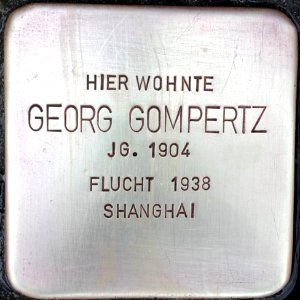 HIER WOHNTE
GEORG GOMPERTZ
JG. 1904
FLUCHT 1938
SHANGHAI